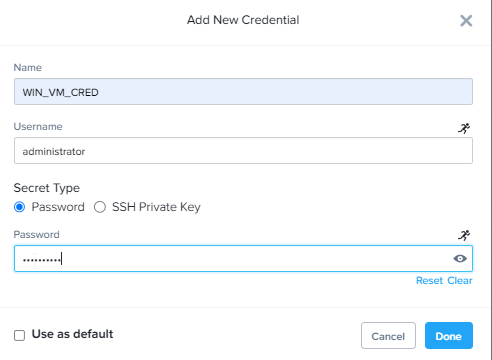 Add New Credential
Name
WIN_VM_CRED
Username
administrator
Secret Type
Password SSH Private Key
Password
••••••••••
Reset Clear
Use as default Cancel Done